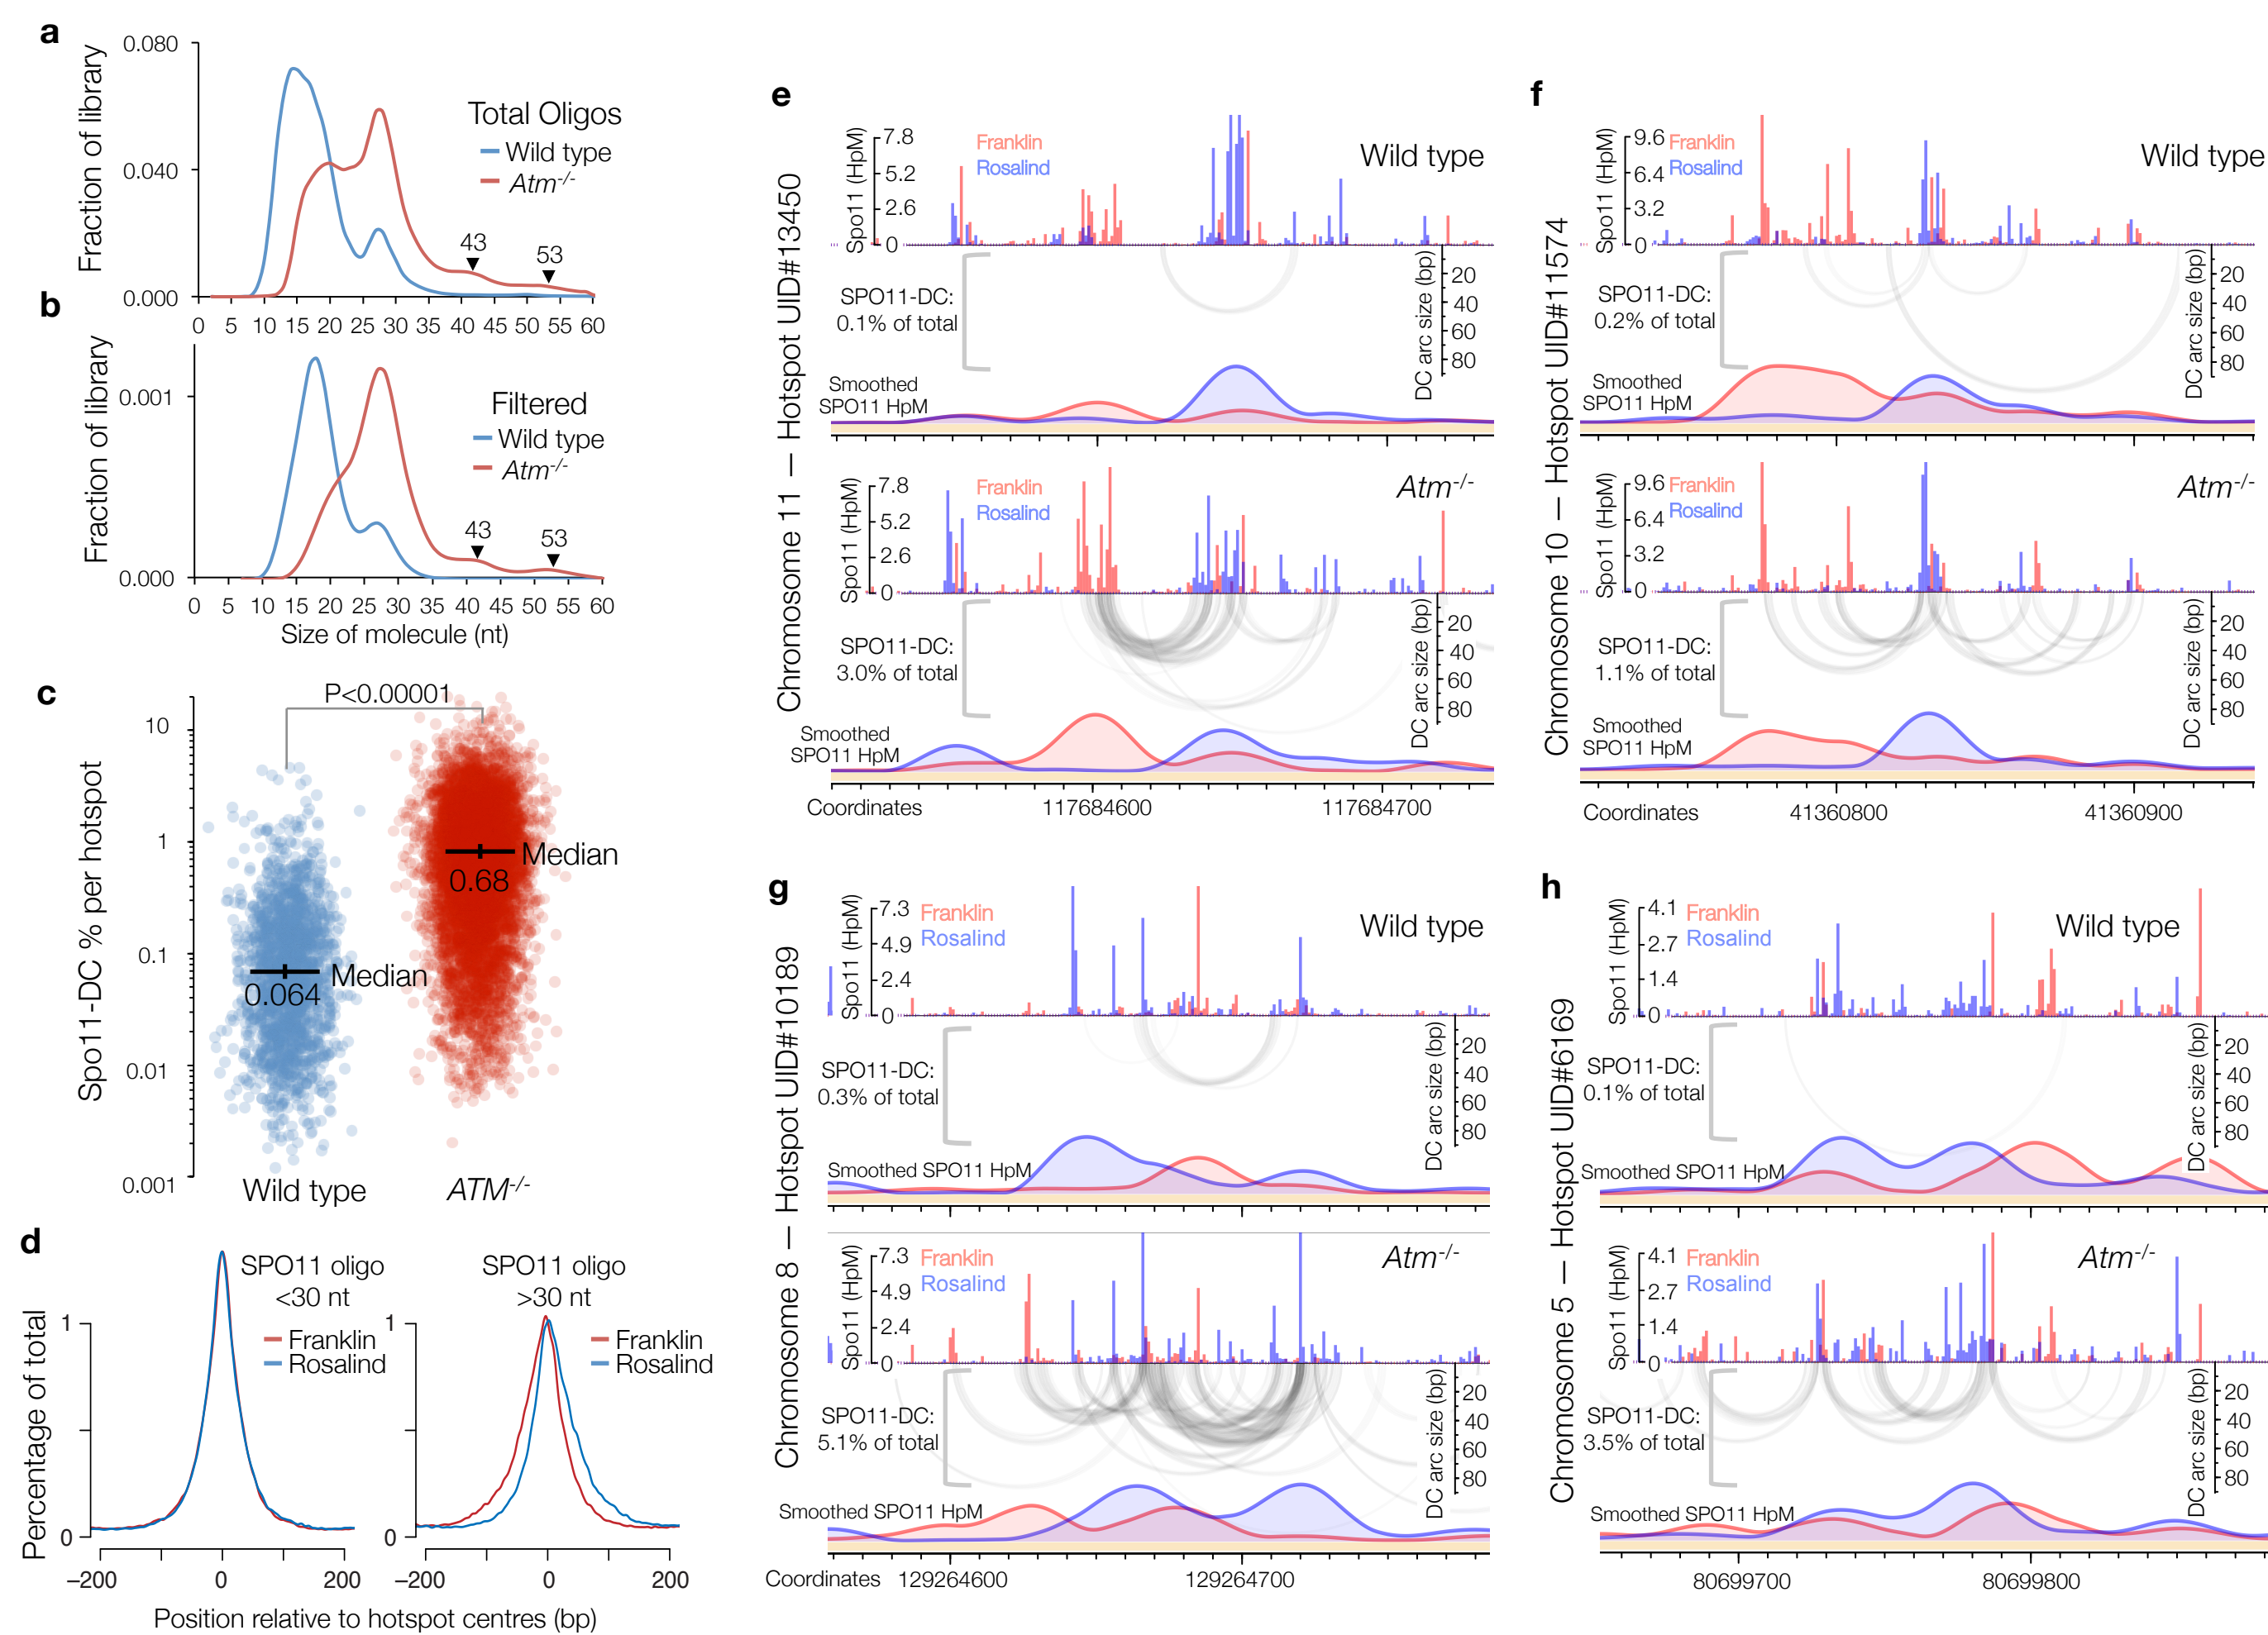 a
0.080
0.040
0.000
Fraction of library
Total Oligos
Wild type
Atm-/-
43
53
0 5 10 15 20 25 30 35 40 45 50 55 60
b
Fraction of library
0.001
0.000
Filtered
Wild type
Atm-/-
43
53
0 5 10 15 20 25 30 35 40 45 50 55 60
Size of molecule (nt)
c
P<0.00001
Spo11-DC % per hotspot
10
1
0.1
0.01
0.001
Median
0.064
Median
0.68
Wild type
ATM-/-
d
Percentage of total
SPO11 oligo
<30 nt
Franklin
Rosalind
1
0
−200 0 200
SPO11 oligo
>30 nt
Franklin
Rosalind
1
0
−200 0 200
Position relative to hotspot centres (bp)
e
Chromosome 11 — Hotspot UID#13450
Spo11 (HpM)
7.8
5.2
2.6
0
Franklin
Rosalind
Wild type
SPO11-DC:
0.1% of total
DC arc size (bp)
20
40
60
80
Smoothed
SPO11 HpM
Spo11 (HpM)
7.8
5.2
2.6
0
Franklin
Rosalind
Atm-/-
SPO11-DC:
3.0% of total
DC arc size (bp)
20
40
60
80
Smoothed
SPO11 HpM
Coordinates 117684600 117684700
f
Chromosome 10 — Hotspot UID#11574
Spo11 (HpM)
9.6
6.4
3.2
0
Franklin
Rosalind
Wild type
SPO11-DC:
0.2% of total
DC arc size (bp)
20
40
60
80
Smoothed
SPO11 HpM
Spo11 (HpM)
9.6
6.4
3.2
0
Franklin
Rosalind
Atm-/-
SPO11-DC:
1.1% of total
DC arc size (bp)
20
40
60
80
Smoothed
SPO11 HpM
Coordinates 41360800 41360900
g
Chromosome 8 — Hotspot UID#10189
Spo11 (HpM)
7.3
4.9
2.4
0
Franklin
Rosalind
Wild type
SPO11-DC:
0.3% of total
DC arc size (bp)
20
40
60
80
Smoothed SPO11 HpM
Spo11 (HpM)
7.3
4.9
2.4
0
Franklin
Rosalind
Atm-/-
SPO11-DC:
5.1% of total
DC arc size (bp)
20
40
60
80
Smoothed SPO11 HpM
Coordinates 129264600 129264700
h
Chromosome 5 — Hotspot UID#6169
Spo11 (HpM)
4.1
2.7
1.4
0
Franklin
Rosalind
Wild type
SPO11-DC:
0.1% of total
DC arc size (bp)
20
40
60
80
Smoothed SPO11 HpM
Spo11 (HpM)
4.1
2.7
1.4
0
Franklin
Rosalind
Atm-/-
SPO11-DC:
3.5% of total
DC arc size (bp)
20
40
60
80
Smoothed SPO11 HpM
80699700 80699800